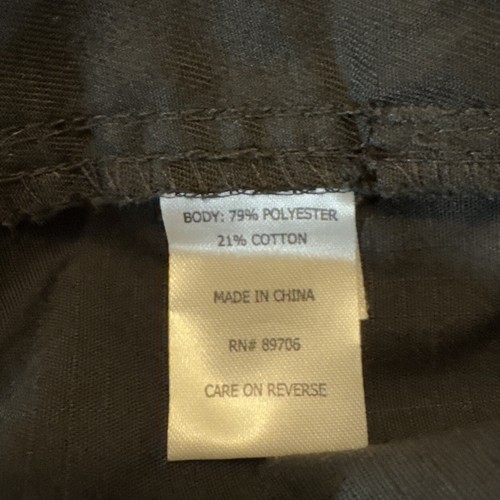 BODY: 79% POLYESTER
21% COTTON
MADE IN CHINA
RN# 89706
CARE ON REVERSE